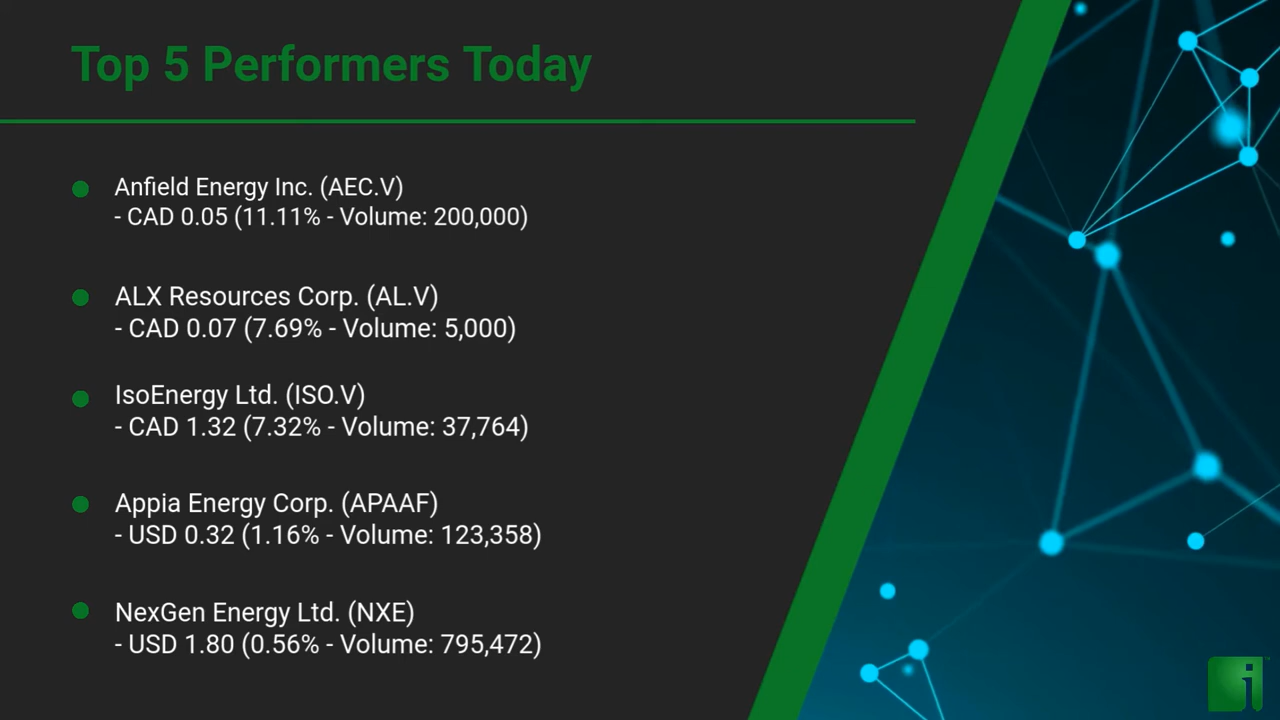 Top 5 Performers Today
Anfield Energy Inc. (AEC.V)
- CAD 0.05 (11.11% - Volume: 200,000)
ALX Resources Corp. (AL.V)
- CAD 0.07 (7.69% - Volume: 5,000)
IsoEnergy Ltd. (ISO.V)
- CAD 1.32 (7.32% - Volume: 37,764)
Appia Energy Corp. (APAAF)
- USD 0.32 (1.16% - Volume: 123,358)
NexGen Energy Ltd. (NXE)
- USD 1.80 (0.56% - Volume: 795,472)
i